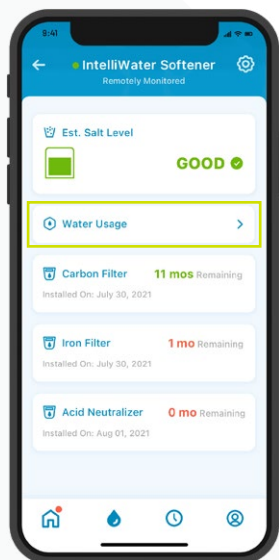 9:41
IntelliWater Softener
Remotely Monitored
Est. Salt Level
GOOD
Water Usage
Carbon Filter 11 mos Remaining
Installed On: July 30, 2021
Iron Filter 1 mo Remaining
Installed On: July 30, 2021
Acid Neutralizer 0 mo Remaining
Installed On: Aug 01, 2021